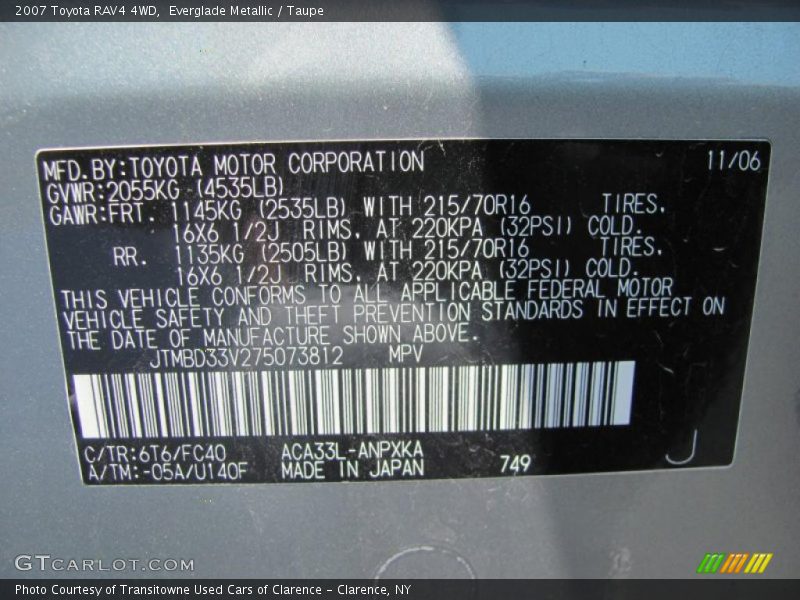 2007 Toyota RAV4 4WD,  Everglade Metallic / Taupe
MFD.BY:TOYOTA MOTOR CORPORATION 11/06
GVWR:2055KG (4535LB)
GAWR:FRT. 1145KG (2535LB) WITH 215/70R16 TIRES,
16X6 1/2J RIMS, AT 220KPA (32PSI) COLD.
RR. 1135KG (2505LB) WITH 215/70R16 TIRES,
16X6 1/2J RIMS, AT 220KPA (32PSI) COLD.
THIS VEHICLE CONFORMS TO ALL APPLICABLE FEDERAL MOTOR
VEHICLE SAFETY AND THEFT PREVENTION STANDARDS IN EFFECT ON
THE DATE OF MANUFACTURE SHOWN ABOVE.
JTMBD33V275073812 MPV
C/TR:6T6/FC40 ACA33L-ANPXKA
A/TM:-05A/U140F MADE IN JAPAN 749
GTCARLOT.COM
Photo Courtesy of Transitowne Used Cars of Clarence - Clarence, NY